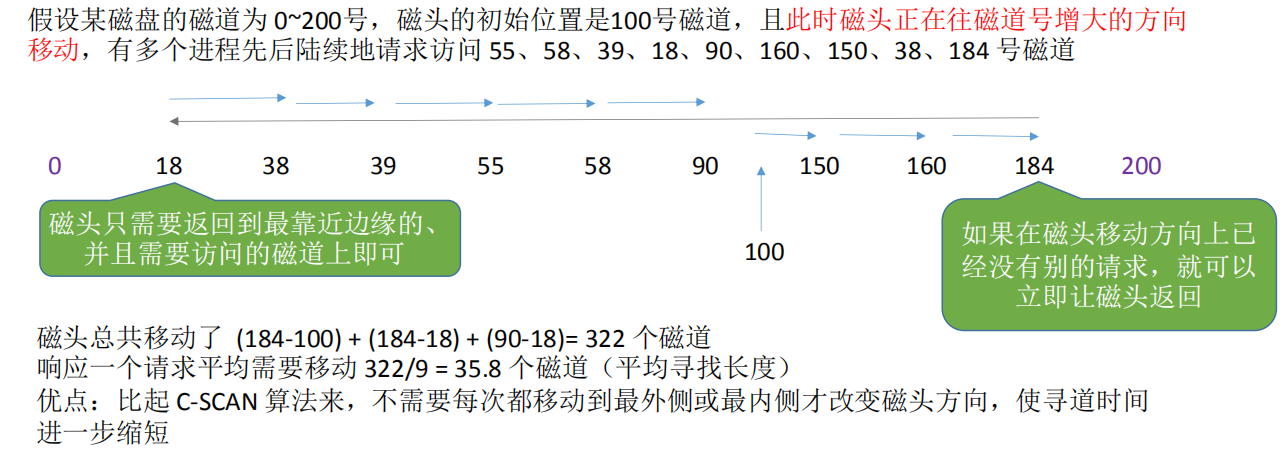 假设某磁盘的磁道为 0~200号，磁头的初始位置是100号磁道，且此时磁头正在往磁道号增大的方向
移动，有多个进程先后陆续地请求访问 55、58、39、18、90、160、150、38、184 号磁道
0 18 38 39 55 58 90 150 160 184 200
磁头只需要返回到最靠近边缘的、
并且需要访问的磁道上即可
100
如果在磁头移动方向上已
经没有别的请求，就可以
立即让磁头返回
磁头总共移动了 (184-100) + (184-18) + (90-18)= 322 个磁道
响应一个请求平均需要移动 322/9 = 35.8 个磁道（平均寻找长度）
优点：比起 C-SCAN 算法来，不需要每次都移动到最外侧或最内侧才改变磁头方向，使寻道时间
进一步缩短